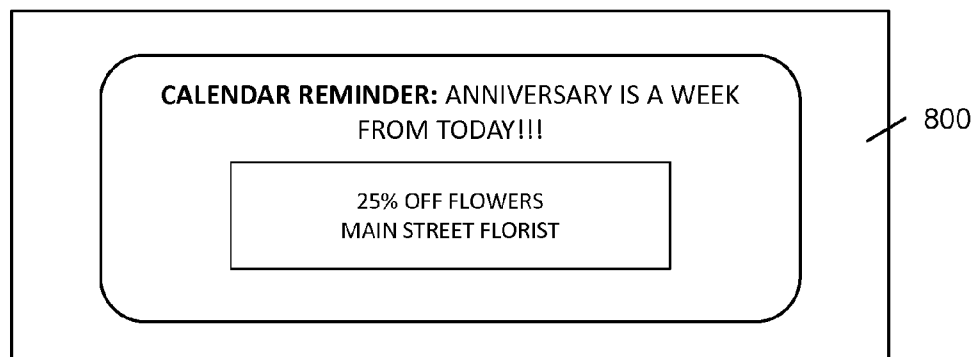 CALENDAR REMINDER: ANNIVERSARY IS A WEEK
FROM TODAY!!!
25% OFF FLOWERS
MAIN STREET FLORIST
800